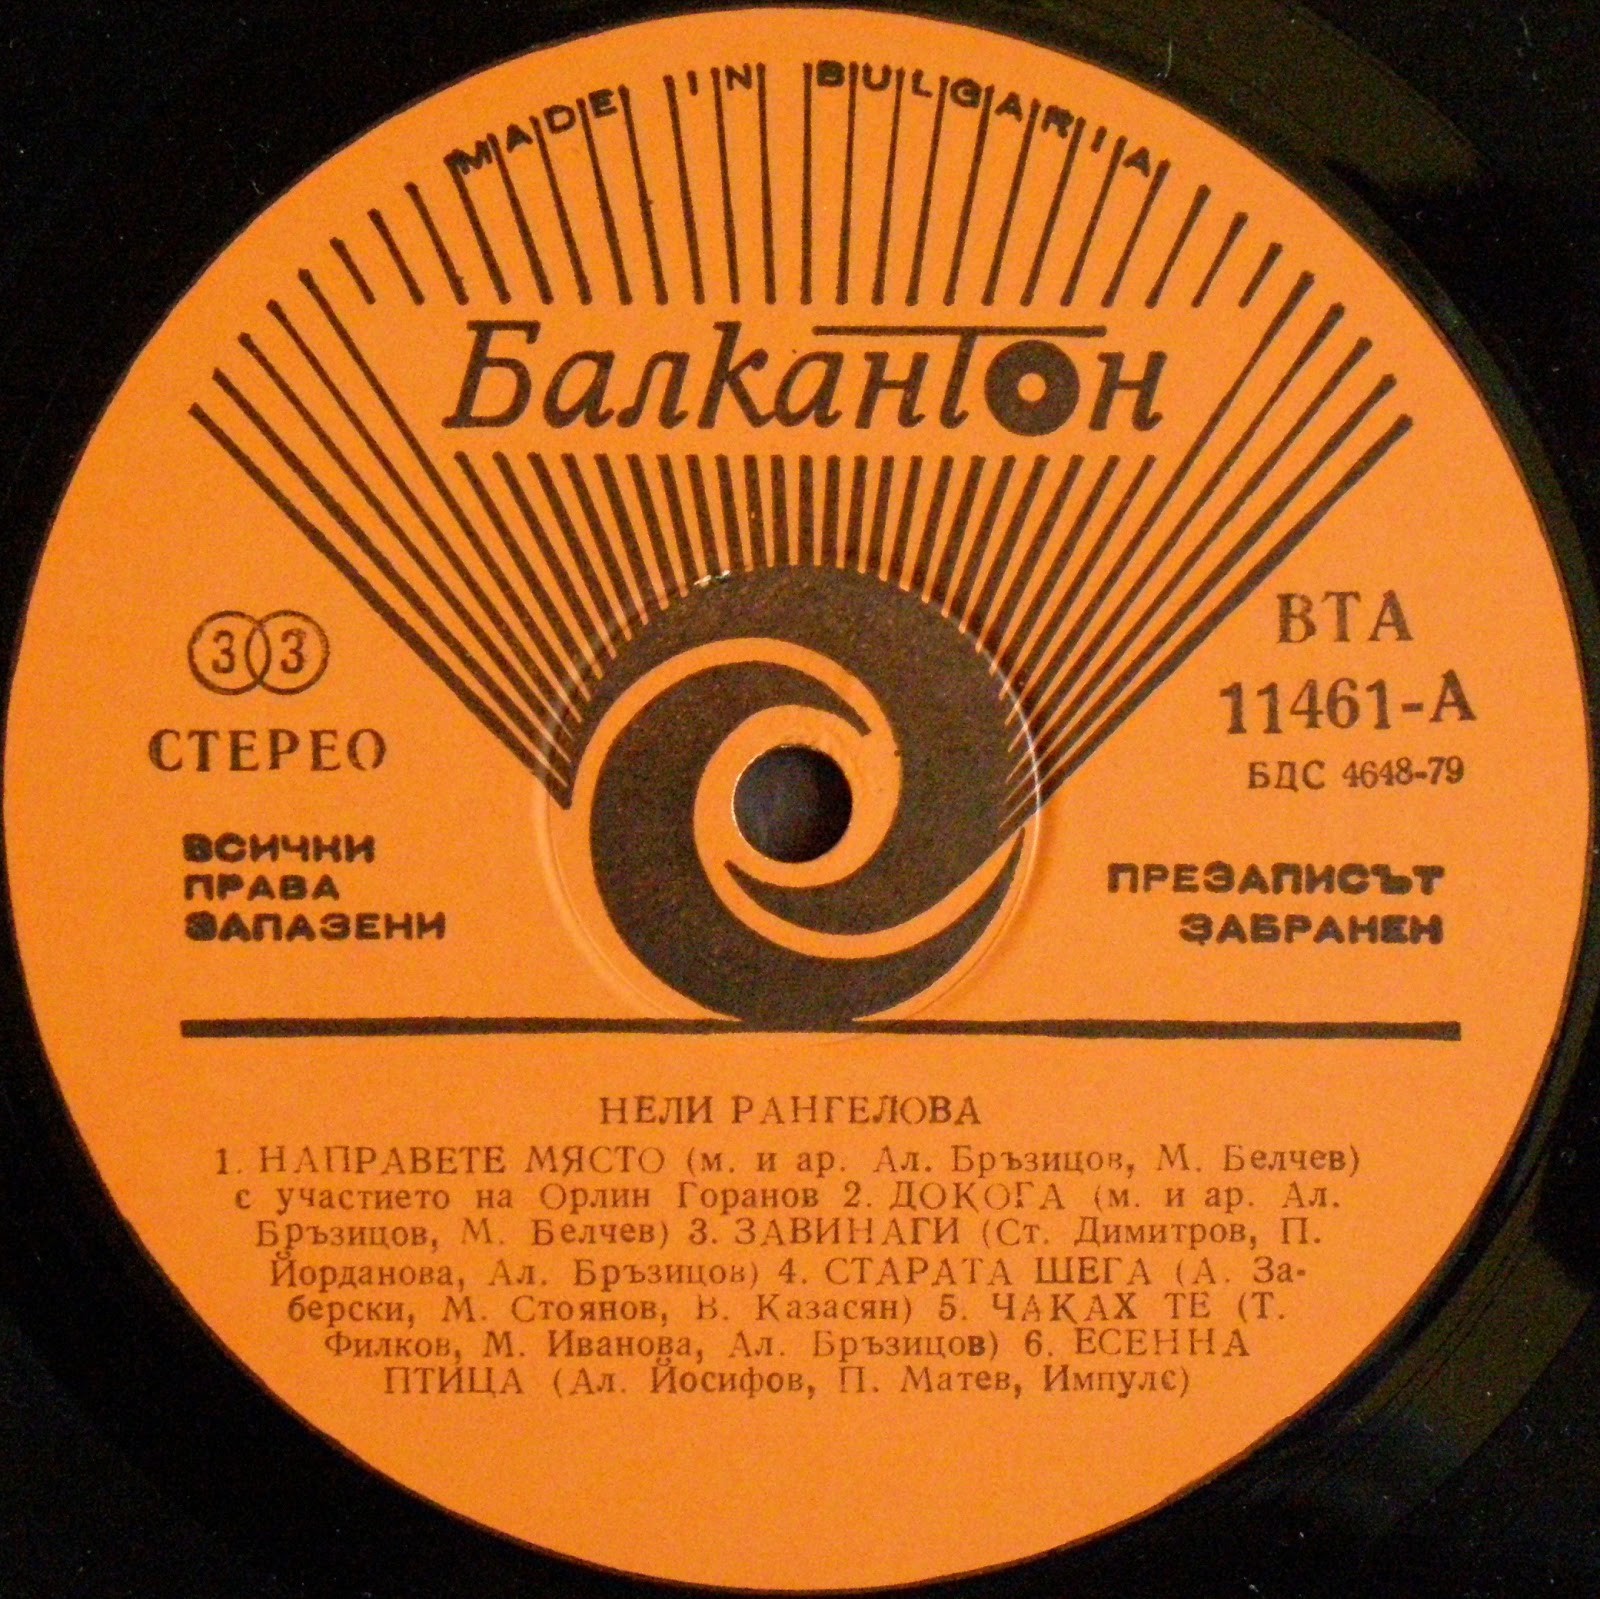 MADE IN BULGARIA
Балкантон
33
СТЕРЕО
ВСИЧКИ
ПРАВА
ЗАПАЗЕНИ
ВТА
11461-А
БДС 4648-79
ПРЕЗАПИСЪТ
ЗАБРАНЕН
НЕЛИ РАНГЕЛОВА
1. НАПРАВЕТЕ МЯСТО (м. и ар. Ал. Бръзицов, М. Белчев)
с участието на Орлин Горанов 2. ДОКОГА (м. и ар. Ал.
Бръзицов, М. Белчев) 3. ЗАВИНАГИ (Ст. Димитров, П.
Йорданова, Ал. Бръзицов) 4. СТАРАТА ШЕГА (А. За-
берски, М. Стоянов, В. Казасян) 5. ЧАКАХ ТЕ (Т.
Филков, М. Иванова, Ал. Бръзицов) 6. ЕСЕННА
ПТИЦА (Ал. Йосифов, П. Матев, Импулс)